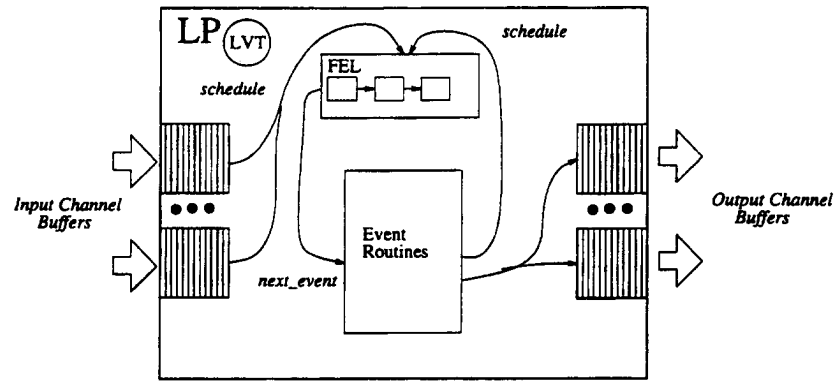 LP
LVT
schedule
schedule
FEL
Input Channel
Buffers
Event
Routines
next_event
Output Channel
Buffers